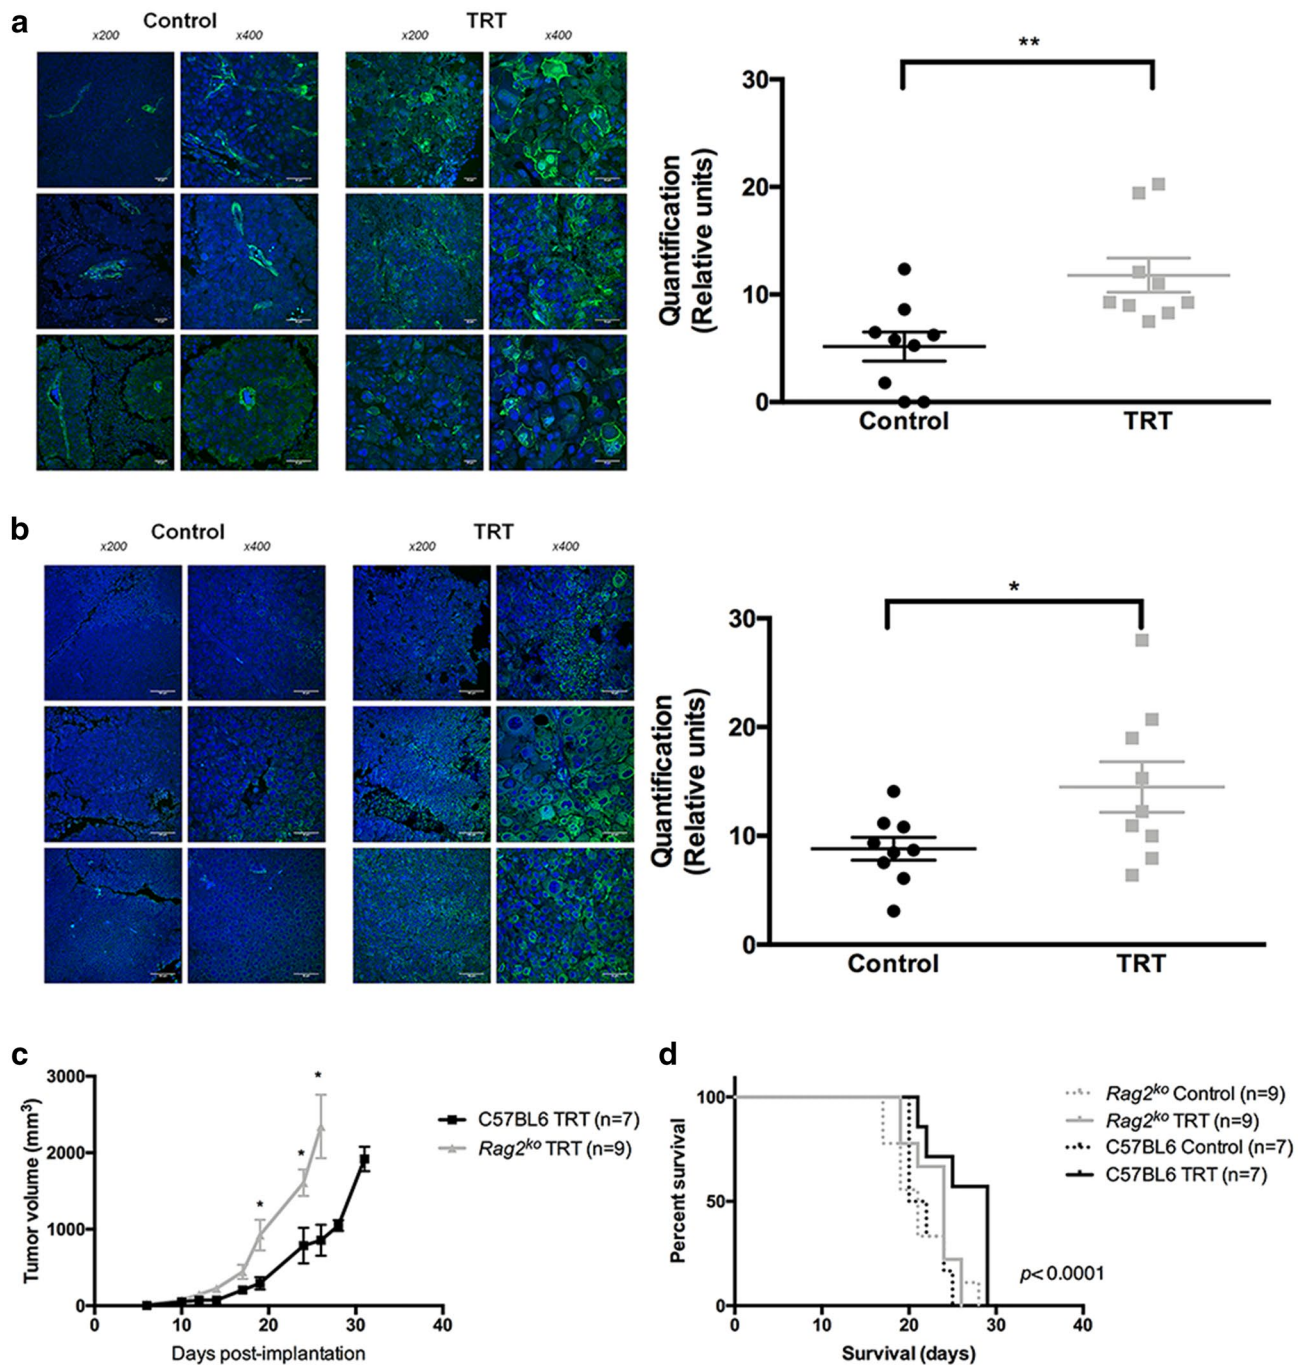 a
Control
TRT
x200
x400
x200
x400
**
30
20
10
0
Quantification
(Relative units)
Control
TRT
b
Control
TRT
x200
x400
x200
x400
*
30
20
10
0
Quantification
(Relative units)
Control
TRT
c
3000
2000
1000
0
Tumor volume (mm³)
*
*
*
C57BL6 TRT (n=7)
Rag2ᵏᵒ TRT (n=9)
0
10
20
30
40
Days post-implantation
d
100
50
0
Percent survival
Rag2ᵏᵒ Control (n=9)
Rag2ᵏᵒ TRT (n=9)
C57BL6 Control (n=7)
C57BL6 TRT (n=7)
p< 0.0001
0
10
20
30
40
Survival (days)